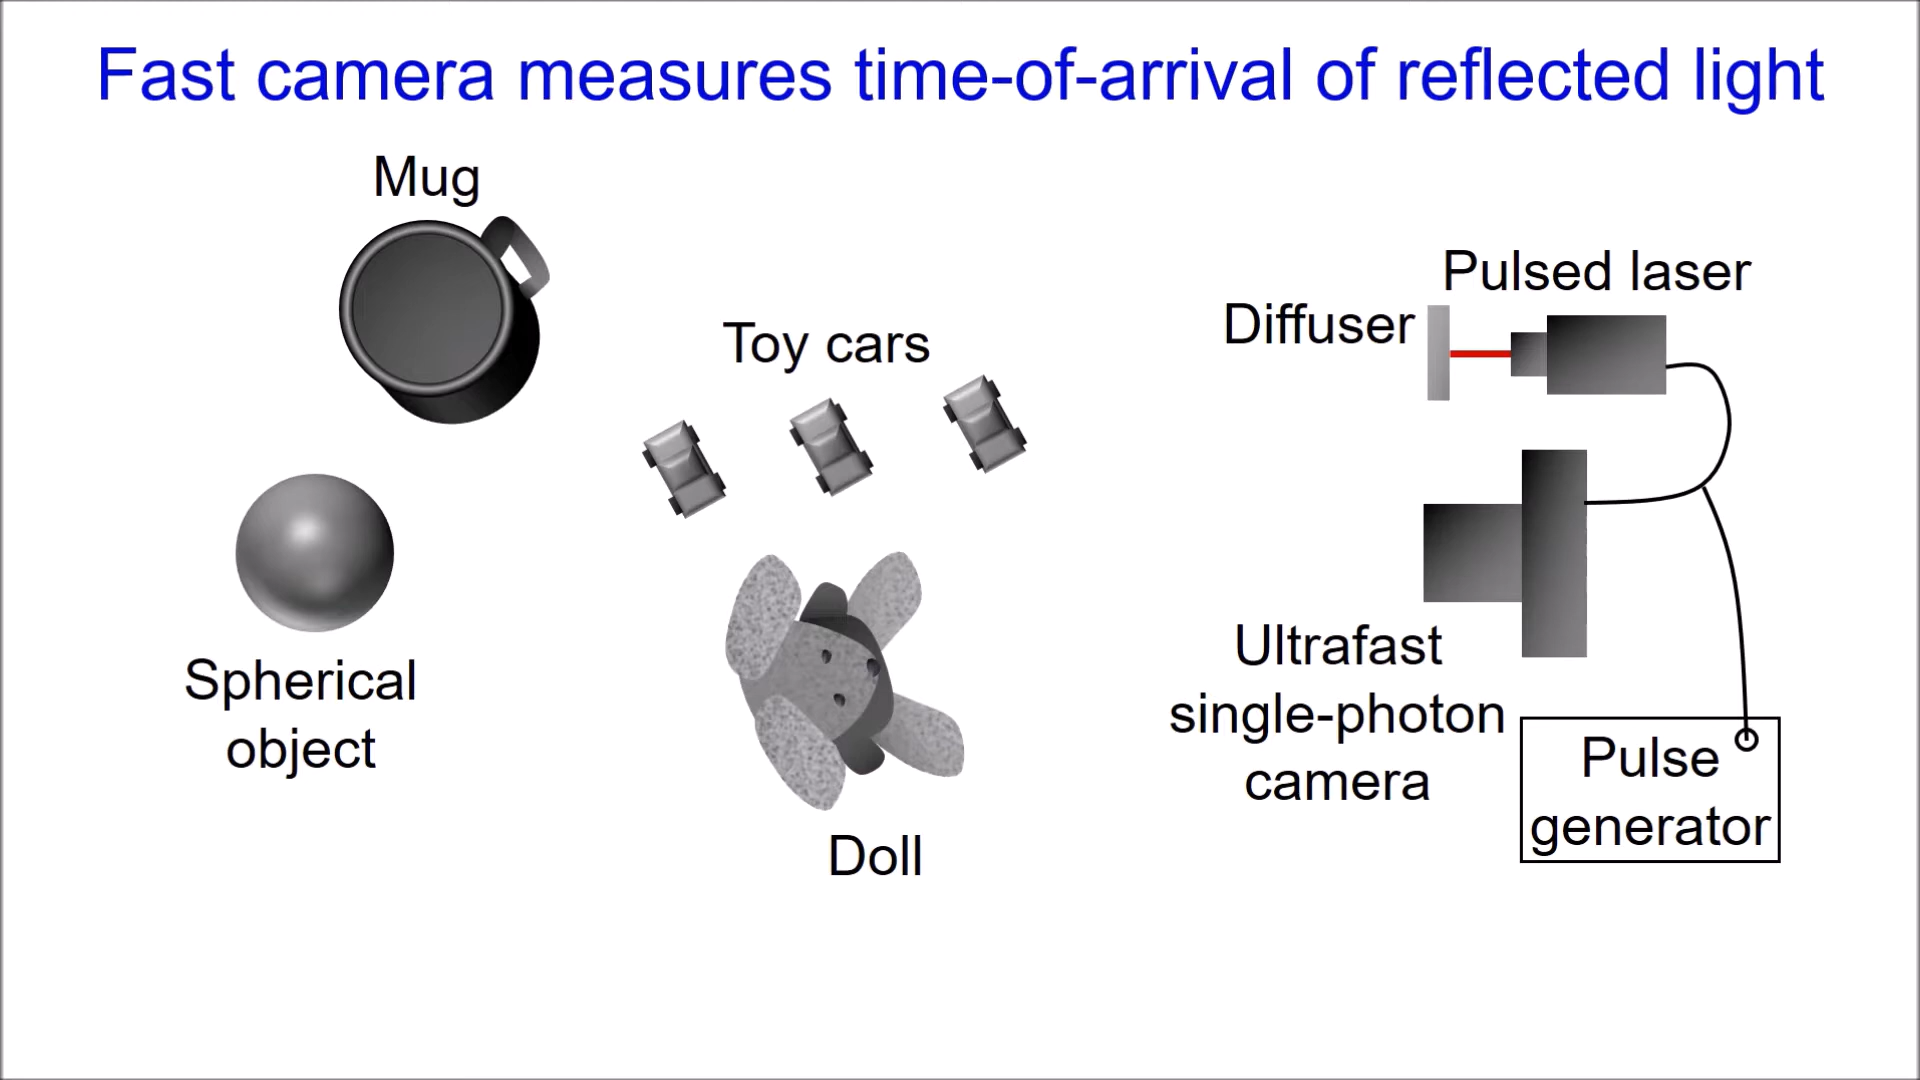 Fast camera measures time-of-arrival of reflected light
Mug
Toy cars
Pulsed laser
Diffuser
Spherical
object
Doll
Ultrafast
single-photon
camera
Pulse
generator